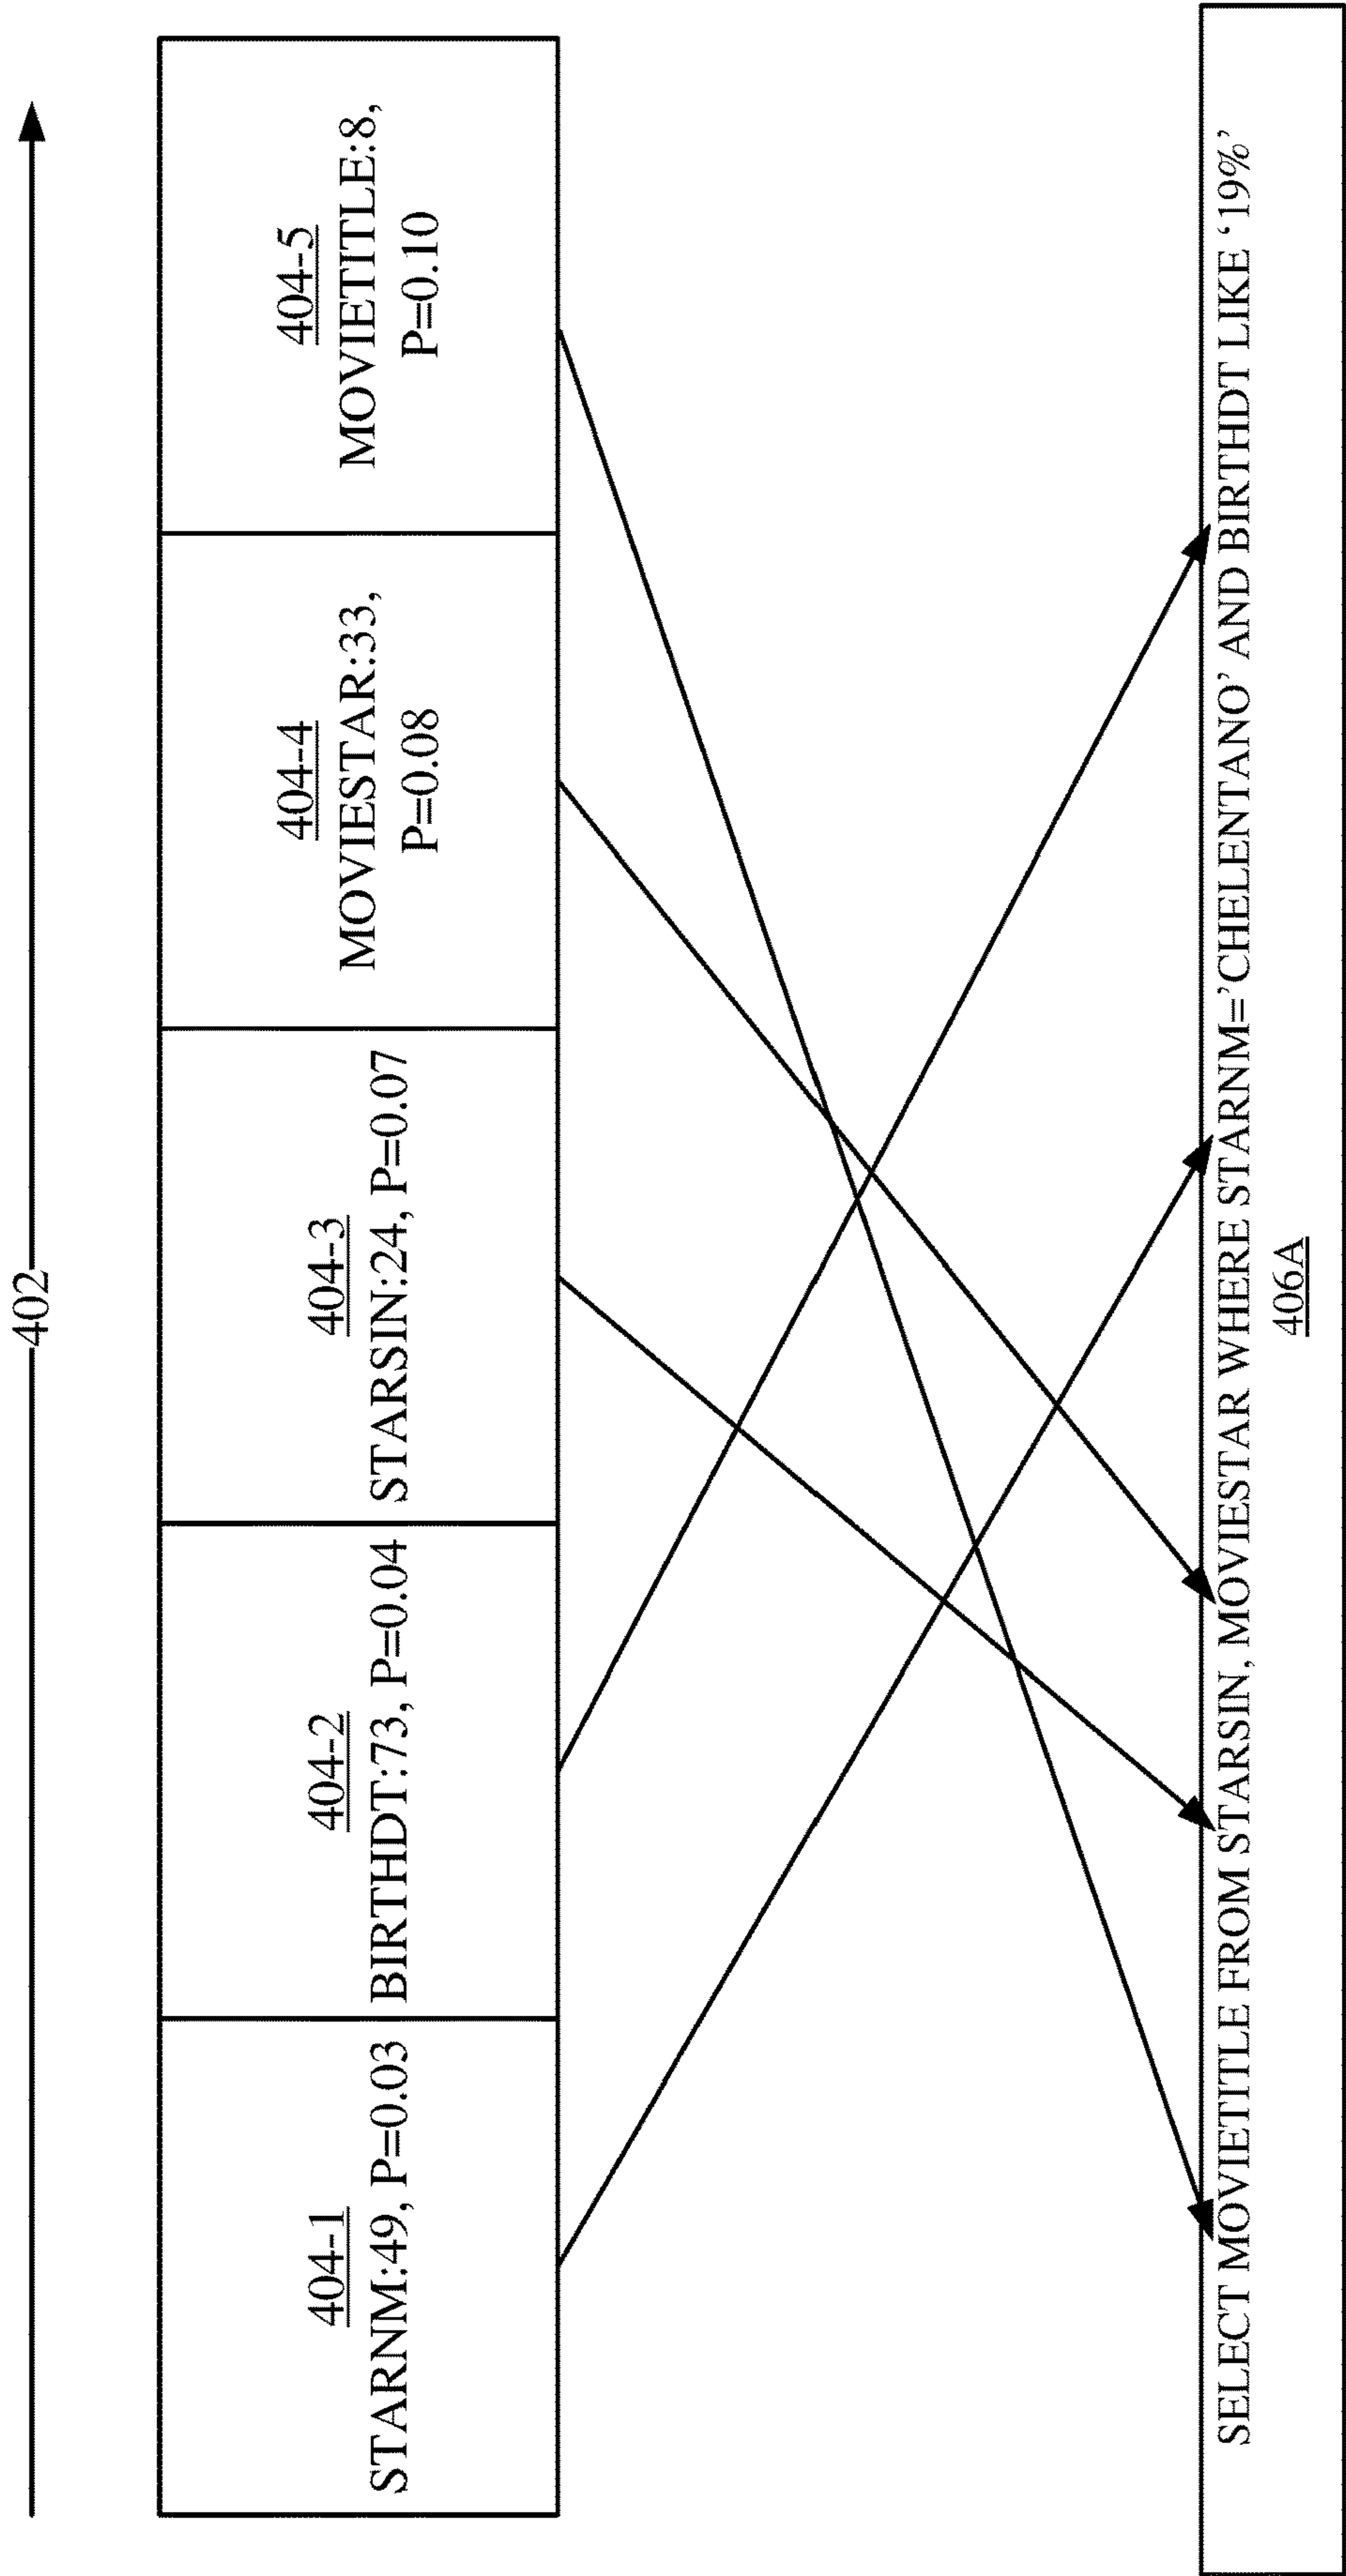 402
404-1
STARNM:49, P=0.03
404-2
BIRTHDT:73, P=0.04
404-3
STARSIN:24, P=0.07
404-4
MOVIESTAR:33,
P=0.08
404-5
MOVIETITLE:8,
P=0.10
SELECT MOVIETITLE FROM STARSIN, MOVIESTAR WHERE STARNM=’CHELENTANO’ AND BIRTHDT LIKE ‘19%’
406A